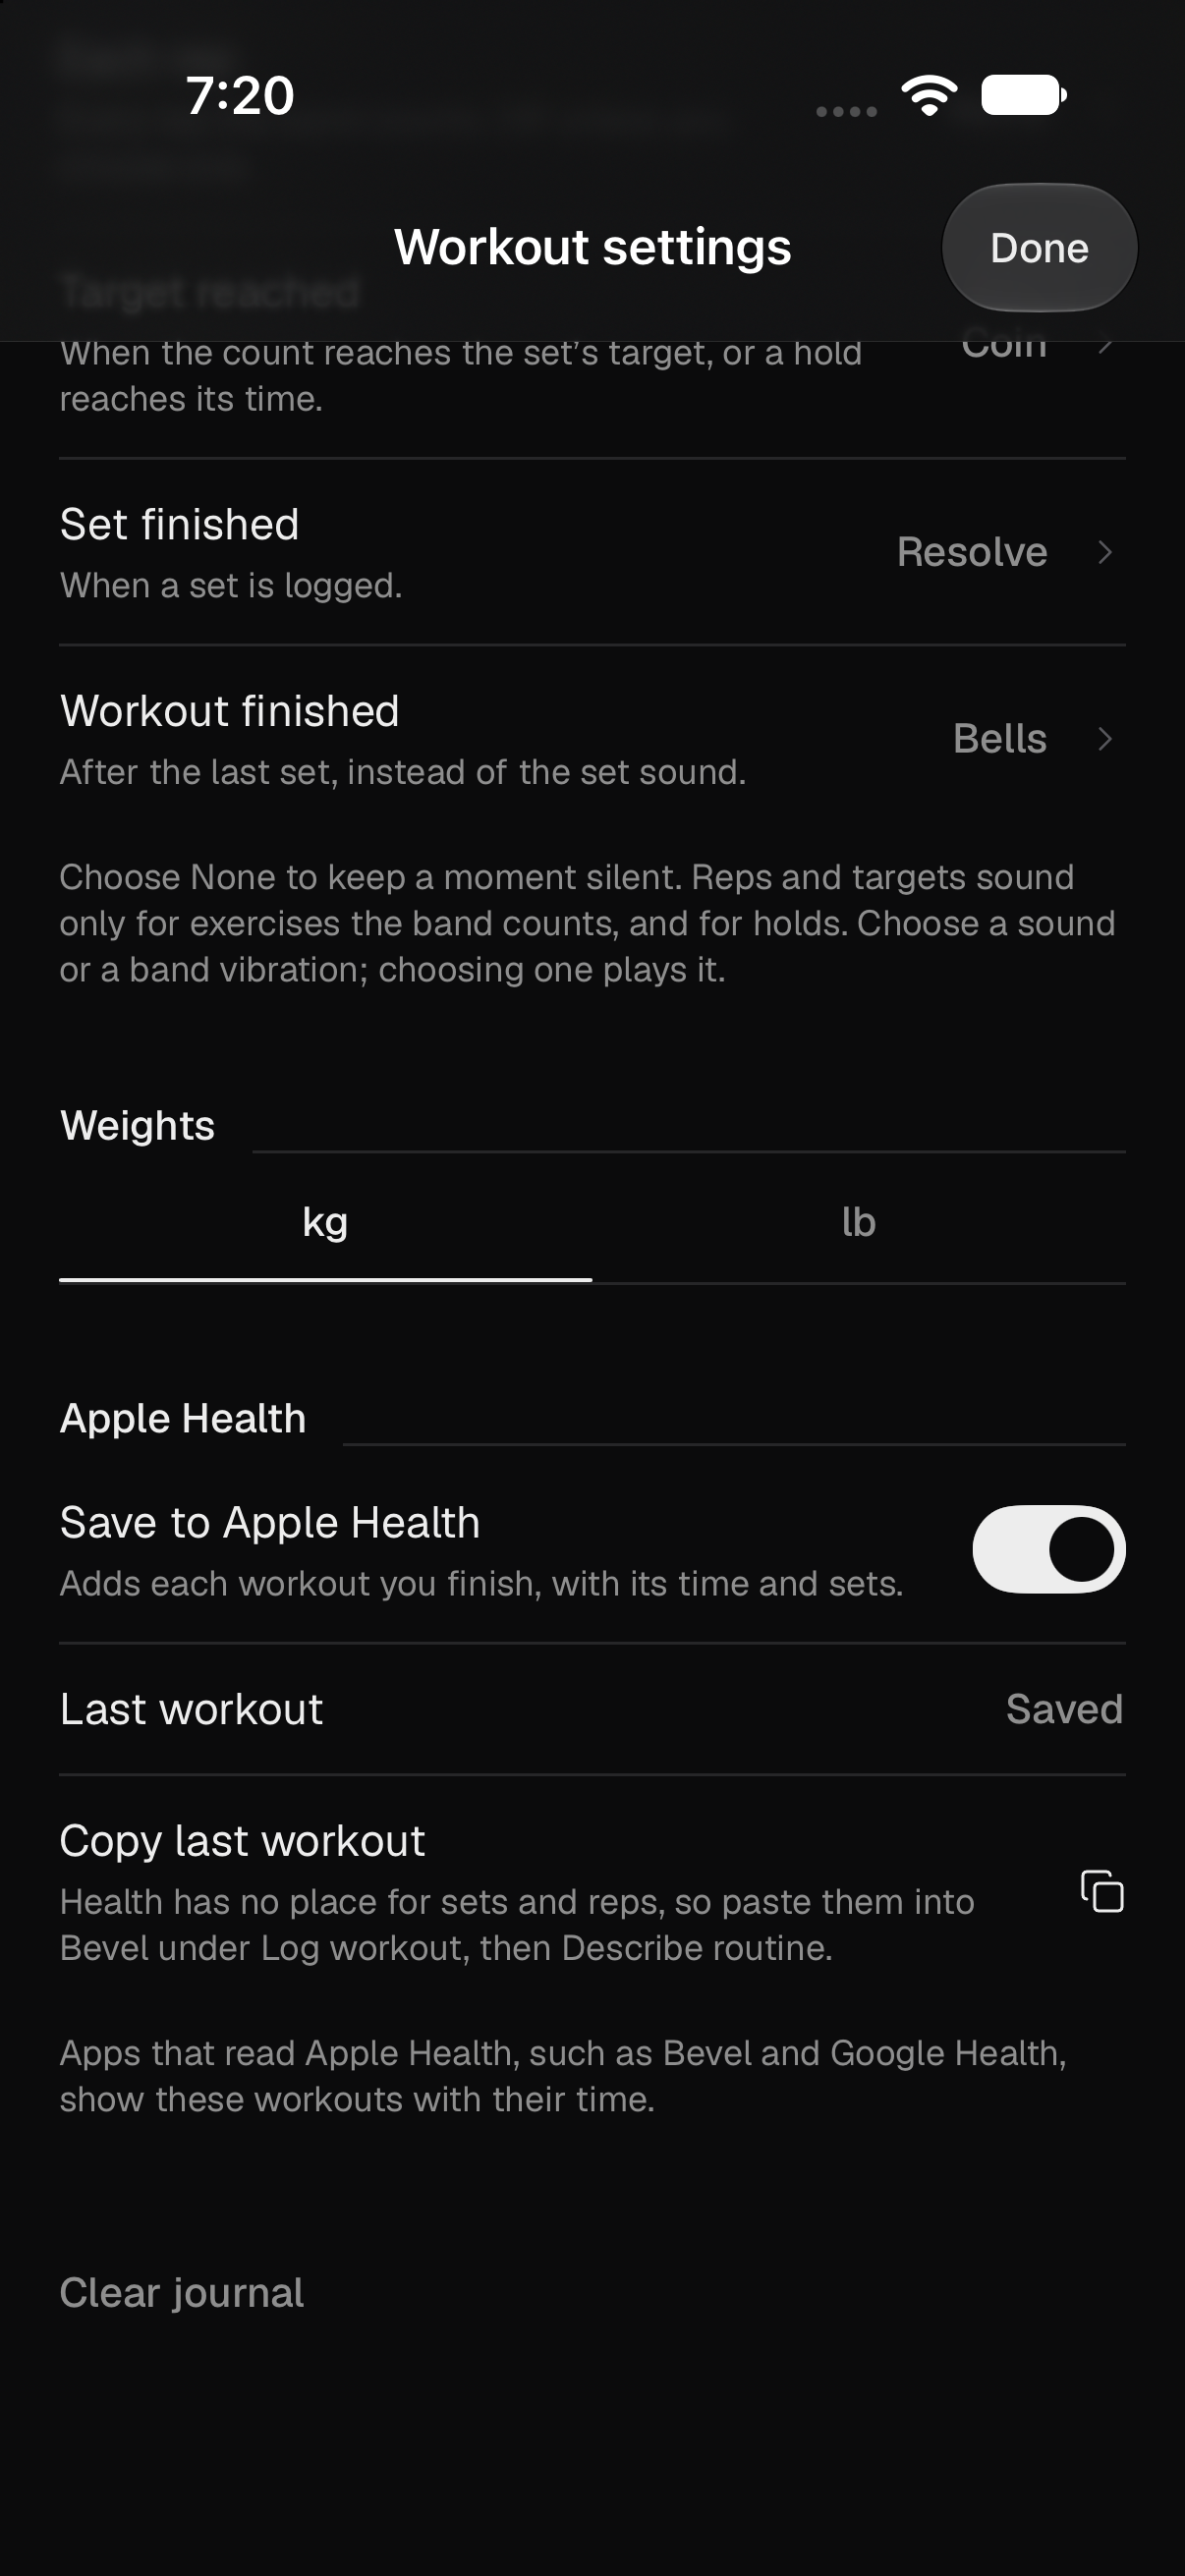 7:20
Workout settings
Done
Target reached
When the count reaches the set’s target, or a hold
reaches its time.
Coin
Set finished
When a set is logged.
Resolve
Workout finished
After the last set, instead of the set sound.
Bells
Choose None to keep a moment silent. Reps and targets sound
only for exercises the band counts, and for holds. Choose a sound
or a band vibration; choosing one plays it.
Weights
kg
lb
Apple Health
Save to Apple Health
Adds each workout you finish, with its time and sets.
Last workout
Saved
Copy last workout
Health has no place for sets and reps, so paste them into
Bevel under Log workout, then Describe routine.
Apps that read Apple Health, such as Bevel and Google Health,
show these workouts with their time.
Clear journal